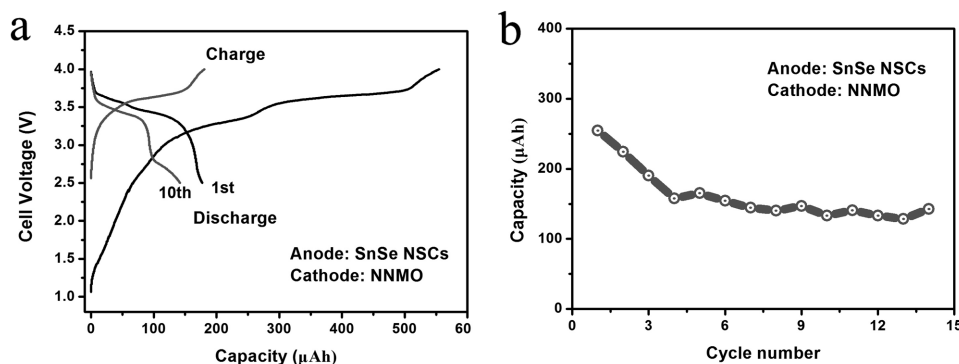 a
4.5
4.0
3.5
3.0
2.5
2.0
1.5
1.0
Cell Voltage (V)
Charge
10th
1st
Discharge
Anode: SnSe NSCs
Cathode: NNMO
0
100
200
300
400
500
60
Capacity (μAh)
b
400
300
200
100
0
Capacity (μAh)
Anode: SnSe NSCs
Cathode: NNMO
0
3
6
9
12
15
Cycle number